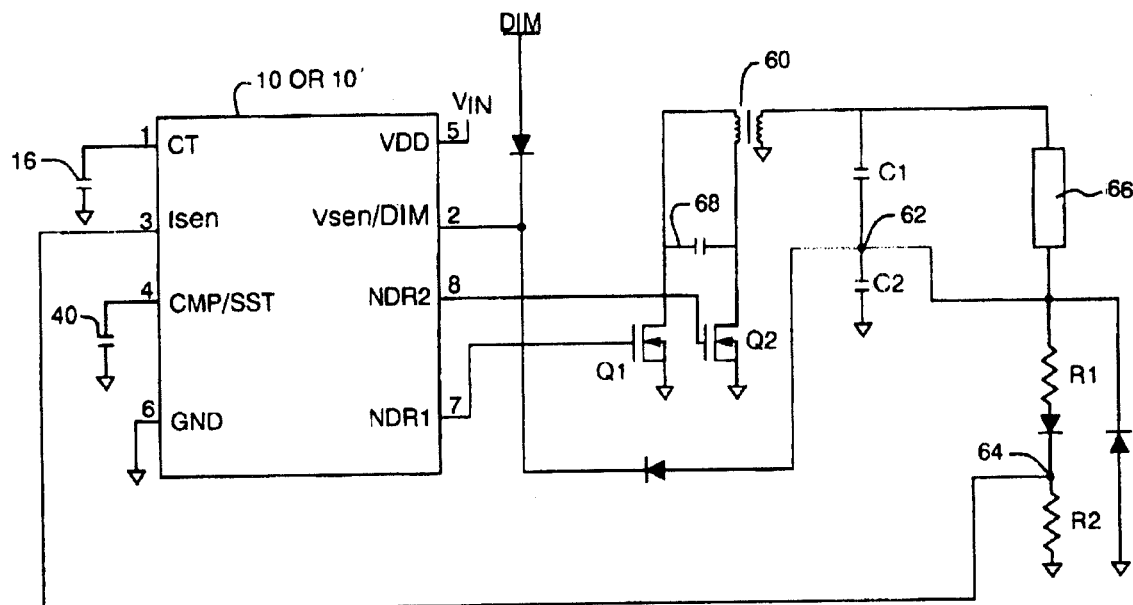 DIM
60
10 OR 10'
VIN
1
CT
VDD
5
16
C1
66
3
Isen
Vsen/DIM
2
68
62
4
CMP/SST
NDR2
8
C2
40
Q1
Q2
R1
6
GND
NDR1
7
64
R2